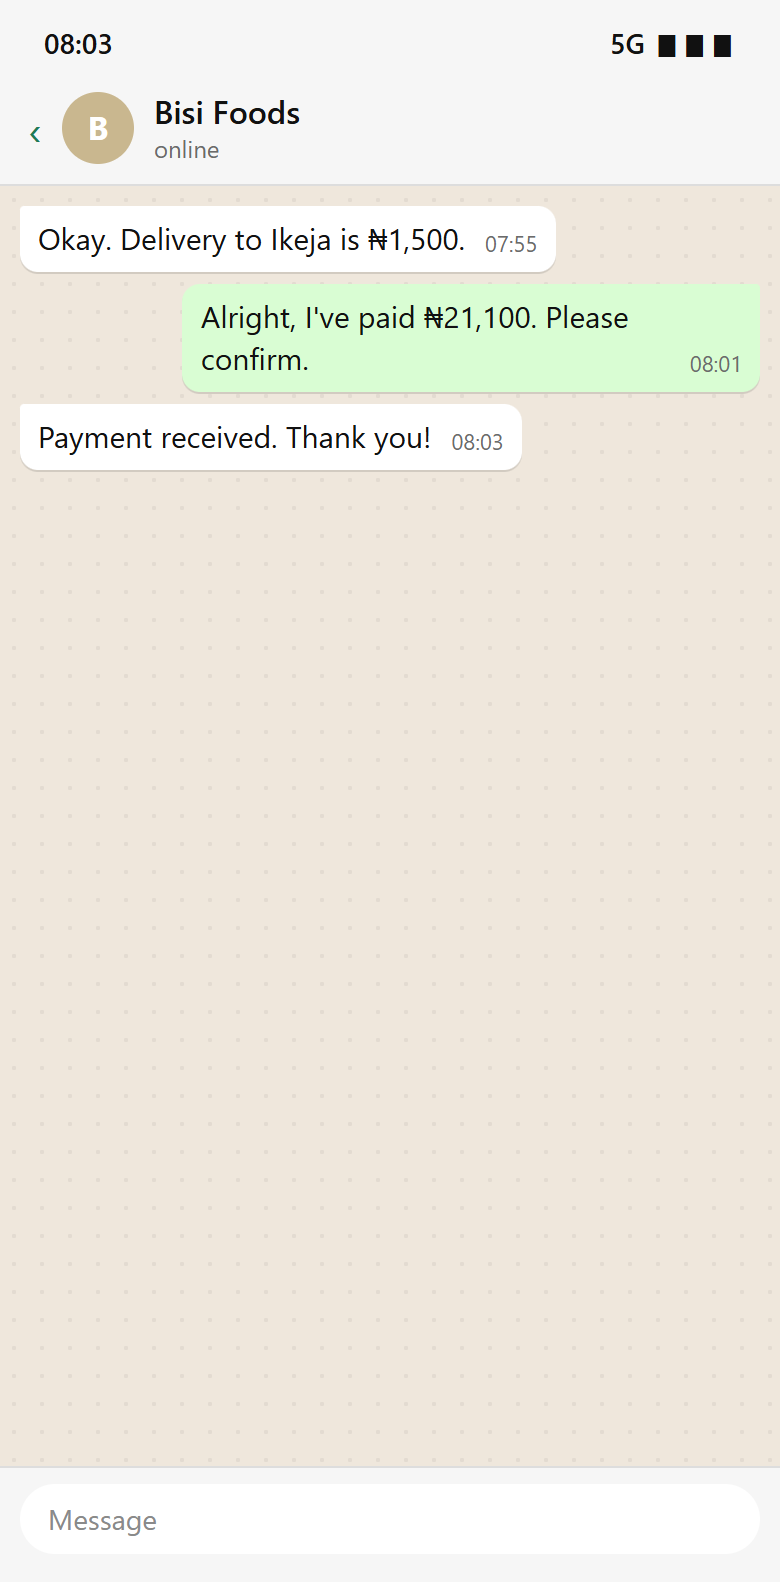 08:03
5G
‹
B
Bisi Foods
online
Okay. Delivery to Ikeja is ₦1,500. 07:55
Alright, I've paid ₦21,100. Please
confirm. 08:01
Payment received. Thank you! 08:03
Message